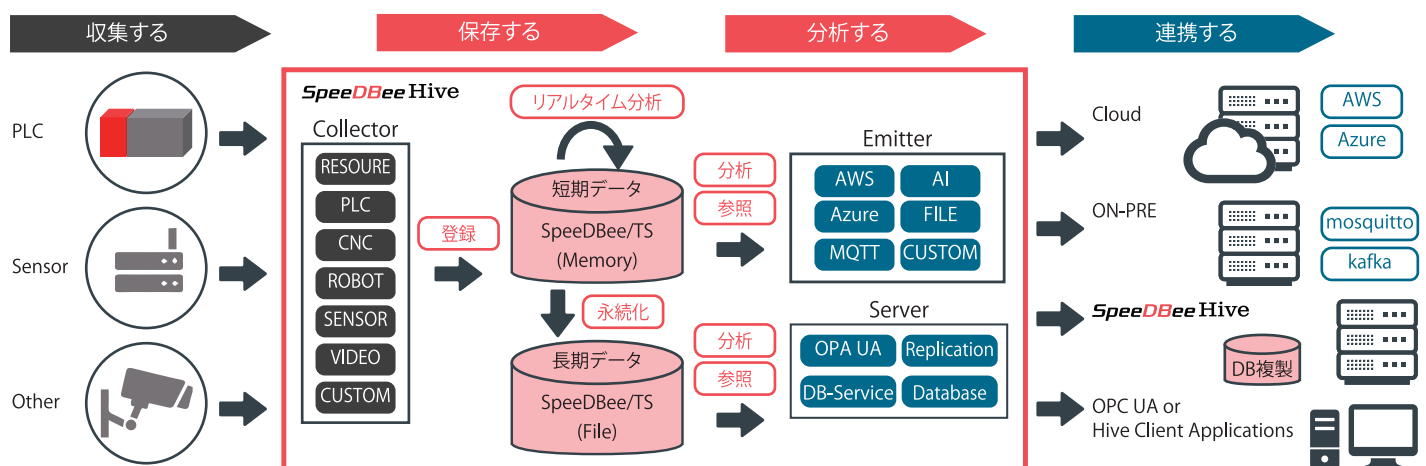 収集する
保存する
分析する
連携する
PLC
Sensor
Other
SpeeDBee Hive
Collector
RESOURE
PLC
CNC
ROBOT
SENSOR
VIDEO
CUSTOM
登録
リアルタイム分析
短期データ
SpeeDBee/TS
(Memory)
永続化
長期データ
SpeeDBee/TS
(File)
分析
参照
分析
参照
Emitter
AWS
AI
Azure
FILE
MQTT
CUSTOM
Server
OPA UA
Replication
DB-Service
Database
Cloud
AWS
Azure
ON-PRE
mosquitto
kafka
SpeeDBee Hive
DB複製
OPC UA or
Hive Client Applications